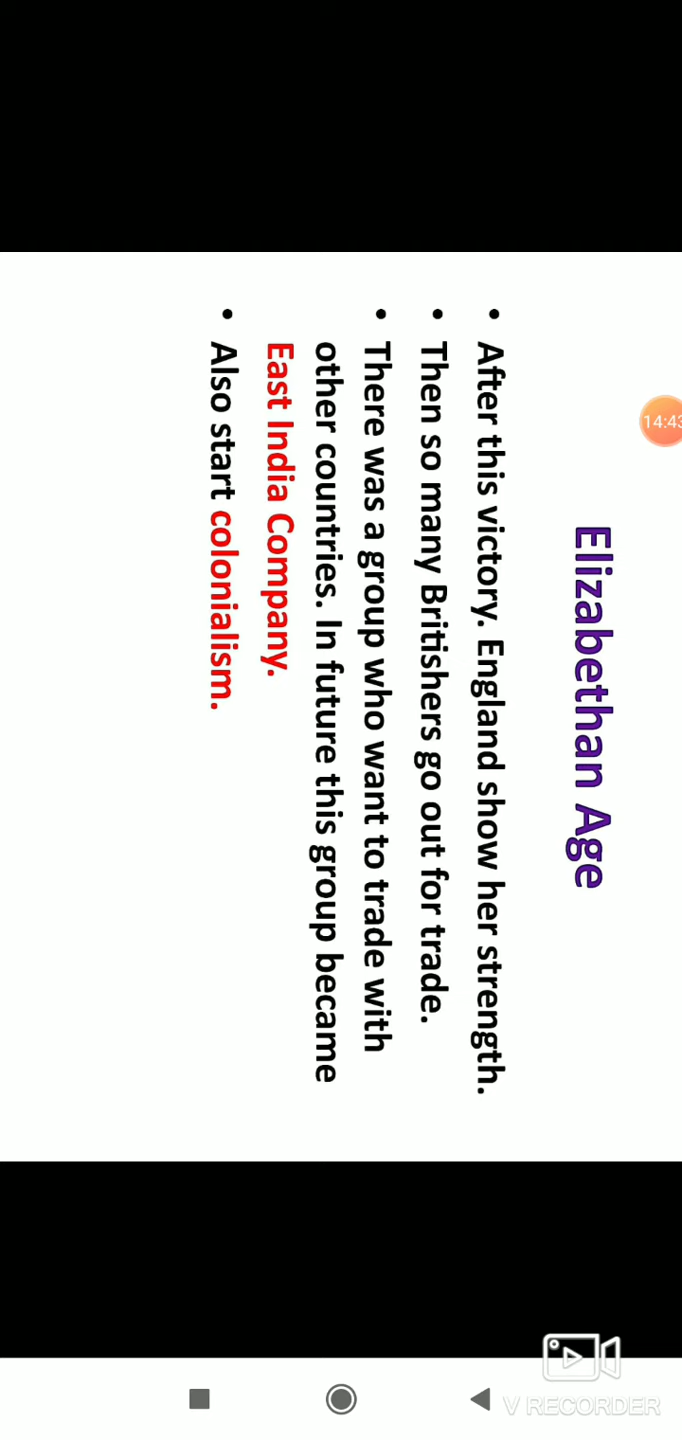 Elizabethan Age
• After this victory. England show her strength.
• Then so many Britishers go out for trade.
• There was a group who want to trade with
other countries. In future this group became
East India Company.
• Also start colonialism.
14:43
V RECORDER